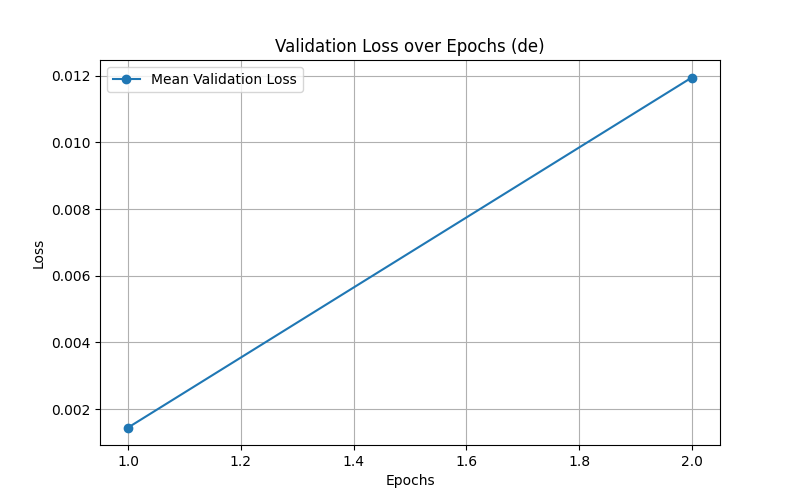 Validation Loss over Epochs (de)
Mean Validation Loss
0.012
0.010
0.008
0.006
0.004
0.002
Loss
1.0 1.2 1.4 1.6 1.8 2.0
Epochs